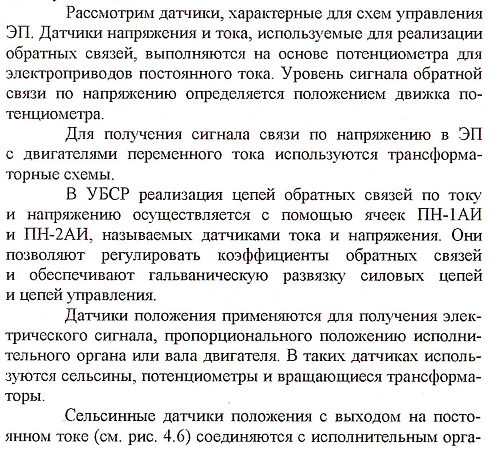 Рассмотрим датчики, характерные для схем управления
ЭП. Датчики напряжения и тока, используемые для реализации
обратных связей, выполняются на основе потенциометра для
электроприводов постоянного тока. Уровень сигнала обратной
связи по напряжению определяется положением движка по-
тенциометра.
Для получения сигнала связи по напряжению в ЭП
с двигателями переменного тока используются трансформа-
торные схемы.
В УБСР реализация цепей обратных связей по току
и напряжению осуществляется с помощью ячеек ПН-1АИ
и ПН-2АИ, называемых датчиками тока и напряжения. Они
позволяют регулировать коэффициенты обратных связей
и обеспечивают гальваническую развязку силовых цепей
и цепей управления.
Датчики положения применяются для получения элек-
трического сигнала, пропорционального положению исполни-
тельного органа или вала двигателя. В таких датчиках исполь-
зуются сельсины, потенциометры и вращающиеся трансформа-
торы.
Сельсинные датчики положения с выходом на посто-
янном токе (см. рис. 4.6) соединяются с исполнительным орга-